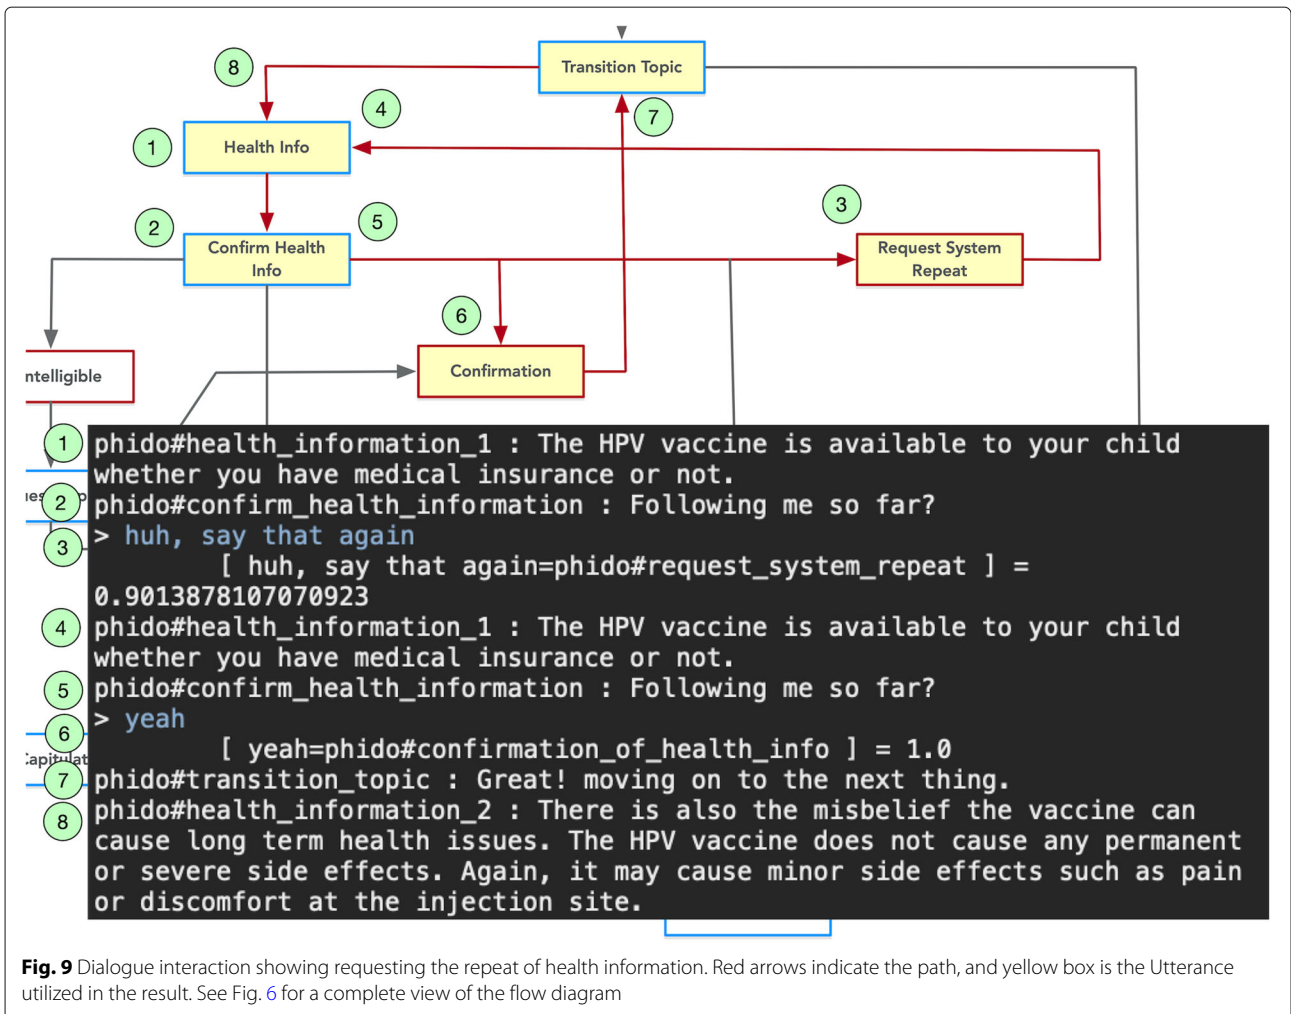 8
Transition Topic
4
7
1
Health Info
3
2
5
Confirm Health
Info
Request System
Repeat
6
ntelligible
Confirmation
1
phido#health_information_1 : The HPV vaccine is available to your child
whether you have medical insurance or not.
2
phido#confirm_health_information : Following me so far?
3
> huh, say that again
[ huh, say that again=phido#request_system_repeat ] =
0.9013878107070923
4
phido#health_information_1 : The HPV vaccine is available to your child
whether you have medical insurance or not.
5
phido#confirm_health_information : Following me so far?
6
> yeah
[ yeah=phido#confirmation_of_health_info ] = 1.0
7
phido#transition_topic : Great! moving on to the next thing.
8
phido#health_information_2 : There is also the misbelief the vaccine can
cause long term health issues. The HPV vaccine does not cause any permanent
or severe side effects. Again, it may cause minor side effects such as pain
or discomfort at the injection site.
Fig. 9 Dialogue interaction showing requesting the repeat of health information. Red arrows indicate the path, and yellow box is the Utterance
utilized in the result. See Fig. 6 for a complete view of the flow diagram